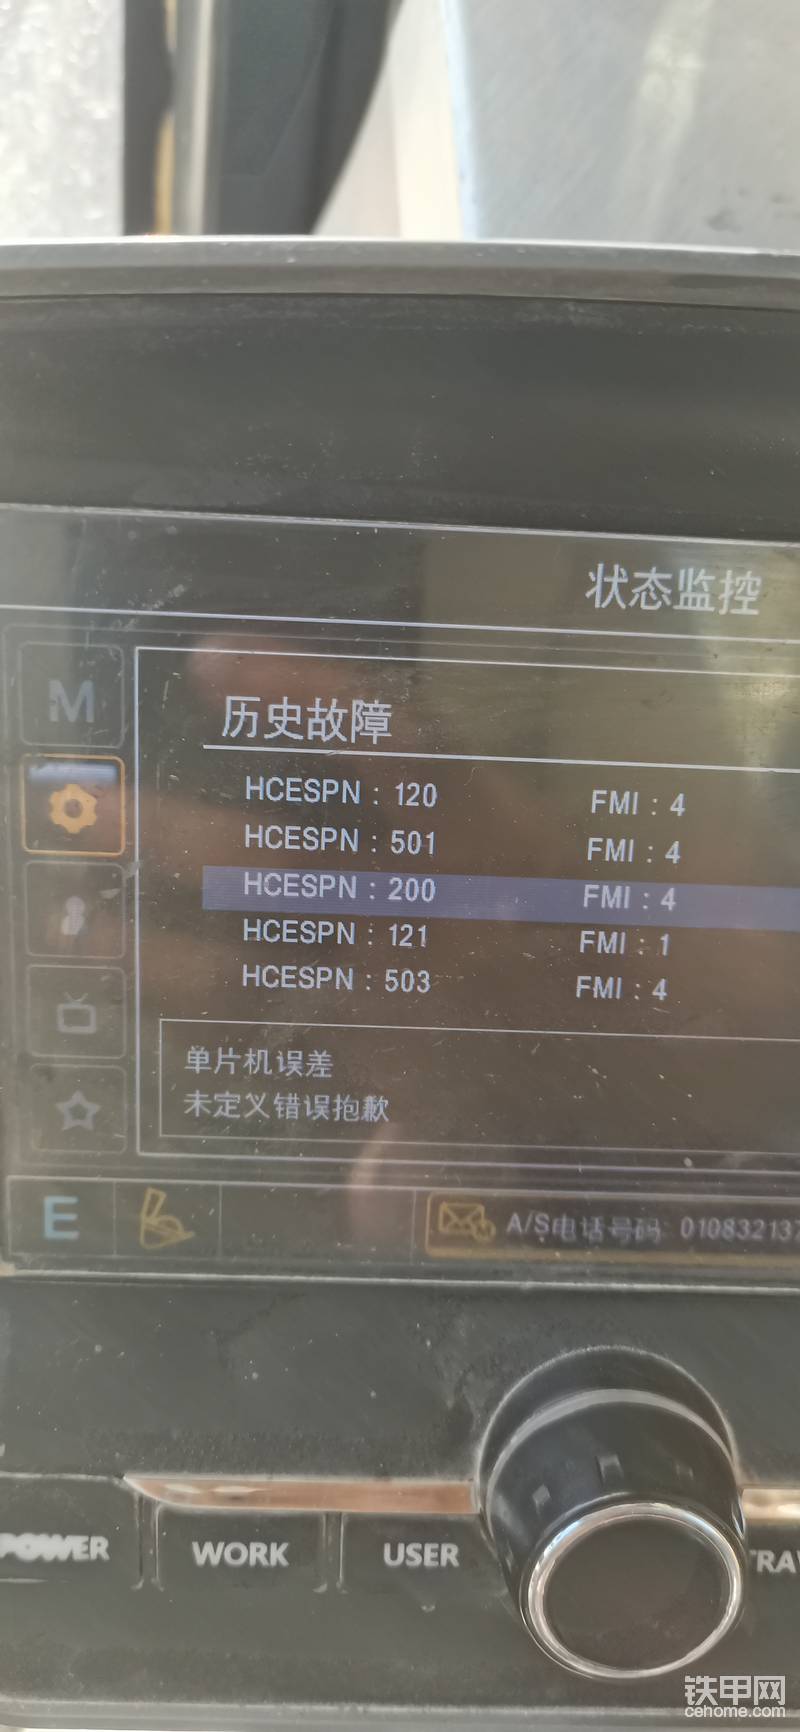 状态监控
M
历史故障
HCESPN : 120 FMI : 4
HCESPN : 501 FMI : 4
HCESPN : 200 FMI : 4
HCESPN : 121 FMI : 1
HCESPN : 503 FMI : 4
单片机误差
未定义错误抱歉
E
A/S电话号码 010832137
POWER WORK USER TRAV
铁甲网
cehome.com